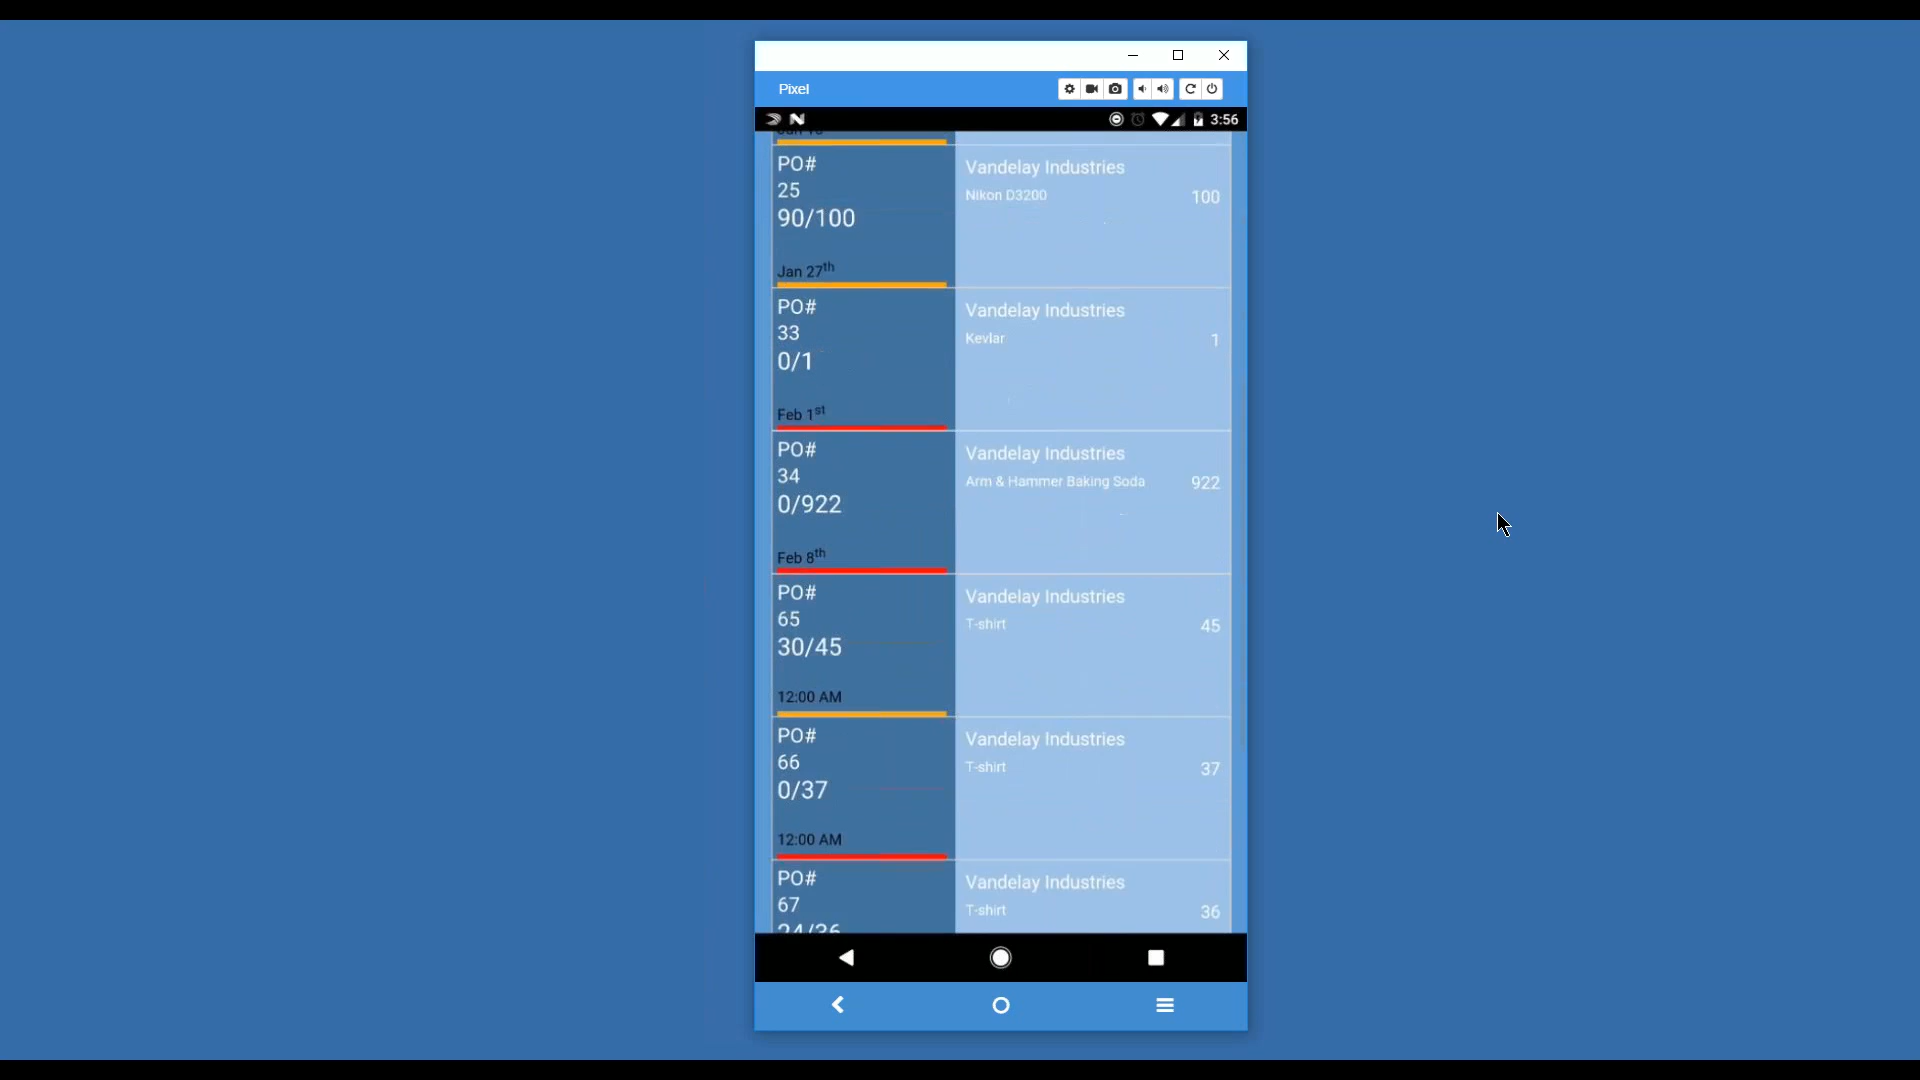 Pixel
3:56
PO#
25
90/100
Jan 27th
Vandelay Industries
Nikon D3200 100
PO#
33
0/1
Feb 1st
Vandelay Industries
Kevlar 1
PO#
34
0/922
Feb 8th
Vandelay Industries
Arm & Hammer Baking Soda 922
PO#
65
30/45
12:00 AM
Vandelay Industries
T-shirt 45
PO#
66
0/37
12:00 AM
Vandelay Industries
T-shirt 37
PO#
67
24/36
Vandelay Industries
T-shirt 36